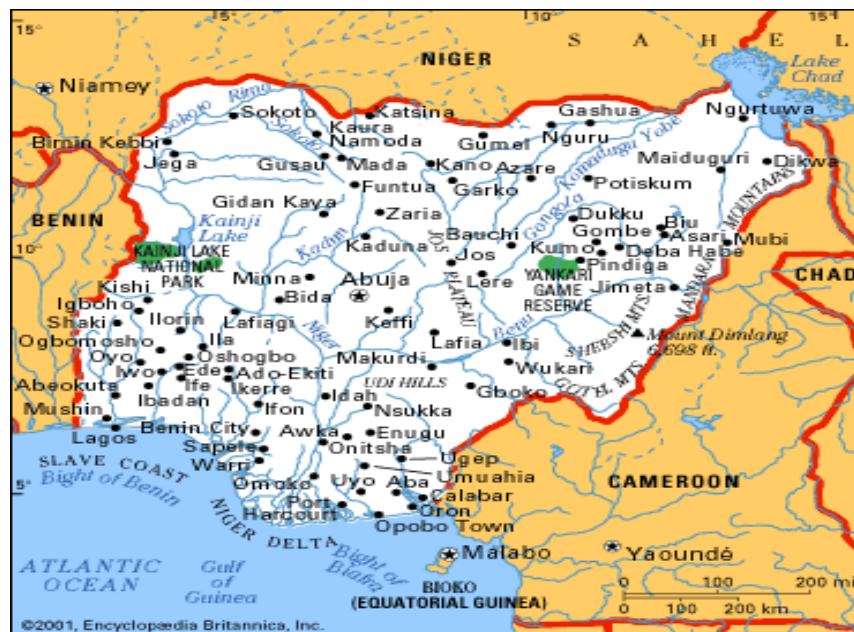 15°
5°
10°
15°
NIGER
S A H E L
Lake
Chad
Niamey
Sokoto
Rima
Sokoto
Katsina
Gashua
Ngurtuwa
Kaura
Namoda
Sokoto
Gumel
Nguru
Komadugu Yobe
Birnin Kebbi
Jega
Gusau
Mada
Kano
Azare
Maiduguri
Dikwa
Funtua
Garko
Potiskum
Gidan Kaya
Zaria
Gongola
Dukku
Biu
MOUNTAINS
BENIN
Kainji
Lake
Kaduna
JOS
PLATEAU
Bauchi
Gombe
Asari
Mubi
10°
KAINJI LAKE
NATIONAL
PARK
Kadun
Jos
Kumo
Deba Habe
Pindiga
MANDARA
CHAD
Minna
Abuja
Lere
YANKARI
GAME
RESERVE
Jimeta
Kishi
Igboho
Bida
Shaki
Ilorin
Lafiagi
Keffi
Benu
SHEBSHI MTS.
Ogbomosho
Ila
Niger
Lafia
Ibi
Mount Dimlang
6,698 ft.
Oyo
Oshogbo
Makurdi
Wukari
GOTEL MTS.
Iwo
Ede
Ado-Ekiti
UDI HILLS
Abeokuta
Ife
Ikerre
Idah
Gboko
Ibadan
Ifon
Nsukka
Mushin
Benin City
Awka
Enugu
Lagos
Onitsha
Ugep
Sapele
SLAVE COAST
Warri
Umuahia
CAMEROON
Bight of Benin
Omoko
Uyo
Aba
Calabar
5°
Port
Harcourt
Oron
NIGER DELTA
Opobo Town
Bight of
Biafra
ATLANTIC
OCEAN
Gulf
of
Guinea
Malabo
Yaoundé
BIOKO
(EQUATORIAL GUINEA)
0 100 200 mi
0 100 200 km
©2001, Encyclopædia Britannica, Inc.